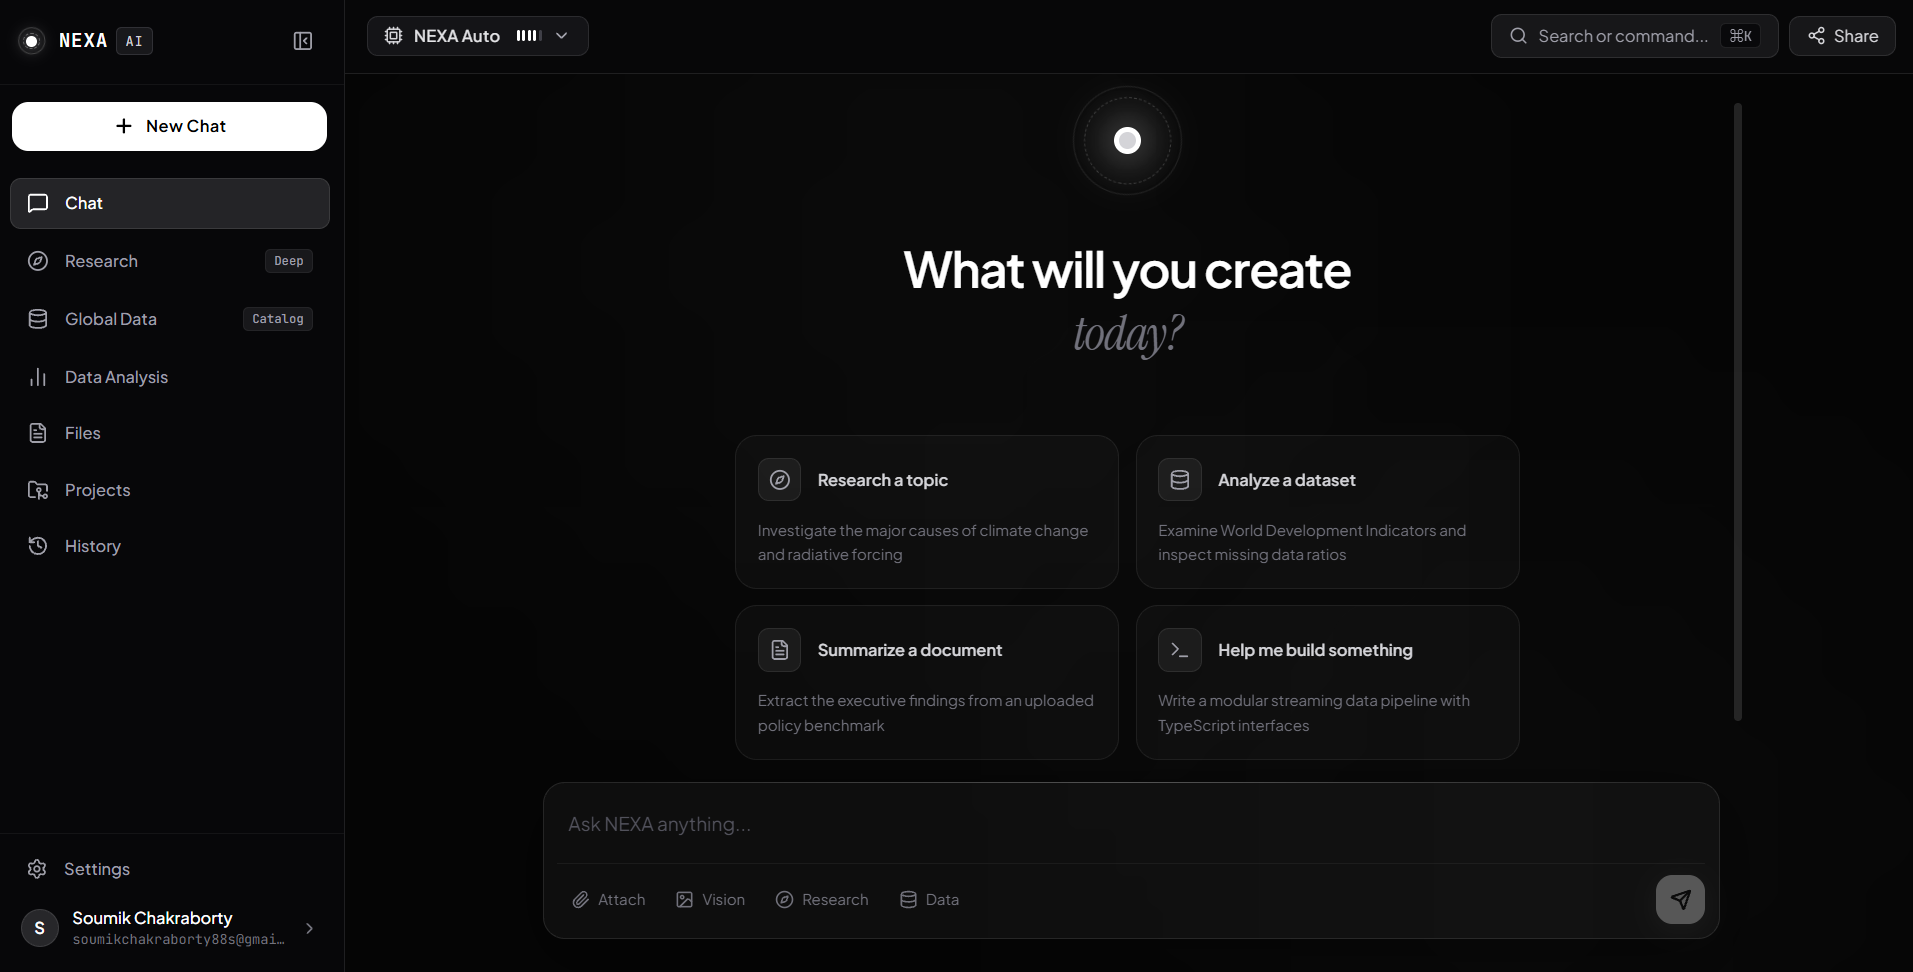 NEXA AI
New Chat
Chat
Research Deep
Global Data Catalog
Data Analysis
Files
Projects
History
Settings
S
Soumik Chakraborty
soumikchakraborty88s@gmai...
NEXA Auto
Search or command... ⌘K
Share
What will you create
today?
Research a topic
Investigate the major causes of climate change
and radiative forcing
Analyze a dataset
Examine World Development Indicators and
inspect missing data ratios
Summarize a document
Extract the executive findings from an uploaded
policy benchmark
Help me build something
Write a modular streaming data pipeline with
TypeScript interfaces
Ask NEXA anything...
Attach Vision Research Data